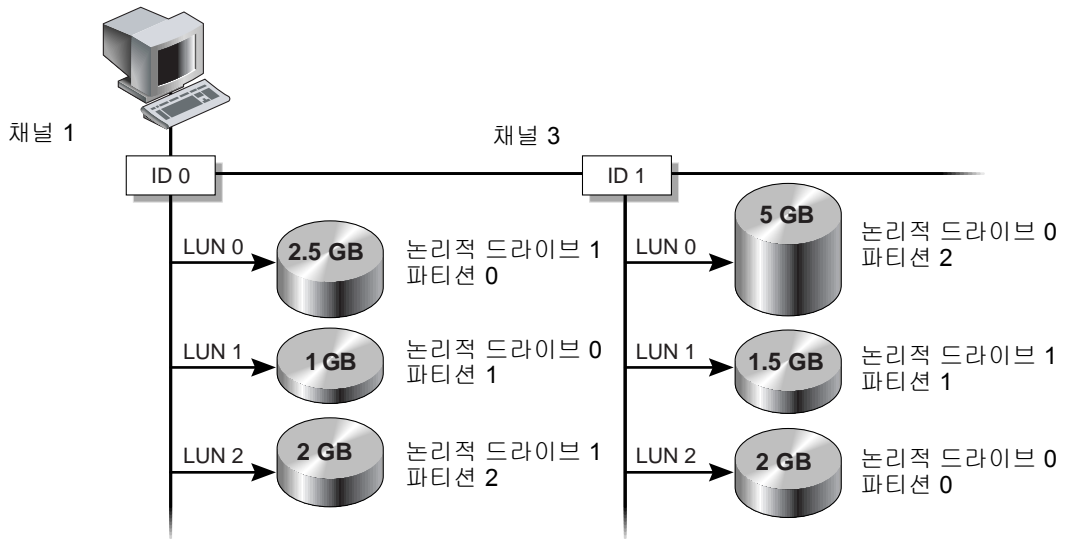 채널 1
채널 3
ID 0
ID 1
LUN 0
2.5 GB
논리적 드라이브 1
파티션 0
LUN 0
5 GB
논리적 드라이브 0
파티션 2
LUN 1
1 GB
논리적 드라이브 0
파티션 1
LUN 1
1.5 GB
논리적 드라이브 1
파티션 1
LUN 2
2 GB
논리적 드라이브 1
파티션 2
LUN 2
2 GB
논리적 드라이브 0
파티션 0